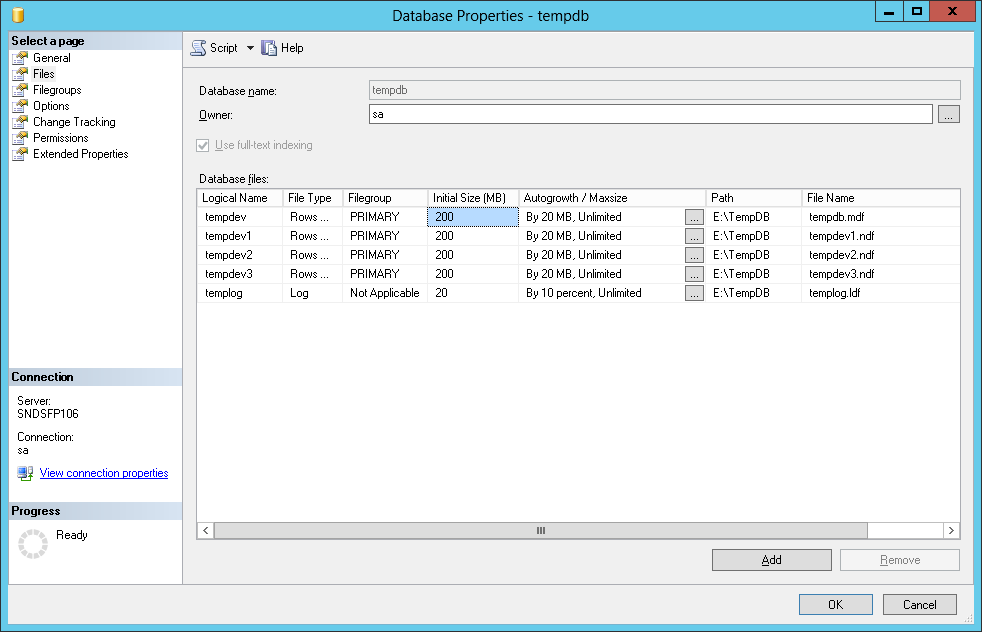 Database Properties - tempdb
Select a page
General
Files
Filegroups
Options
Change Tracking
Permissions
Extended Properties
Connection
Server:
SNDSFP106
Connection:
sa
View connection properties
Progress
Ready
Script Help
Database name: tempdb
Owner: sa ...
Use full-text indexing
Database files:
Logical Name File Type Filegroup Initial Size (MB) Autogrowth / Maxsize Path File Name
tempdev Rows ... PRIMARY 200 By 20 MB, Unlimited ... E:\TempDB tempdb.mdf
tempdev1 Rows ... PRIMARY 200 By 20 MB, Unlimited ... E:\TempDB tempdev1.ndf
tempdev2 Rows ... PRIMARY 200 By 20 MB, Unlimited ... E:\TempDB tempdev2.ndf
tempdev3 Rows ... PRIMARY 200 By 20 MB, Unlimited ... E:\TempDB tempdev3.ndf
templog Log Not Applicable 20 By 10 percent, Unlimited ... E:\TempDB templog.ldf
Add Remove
OK Cancel